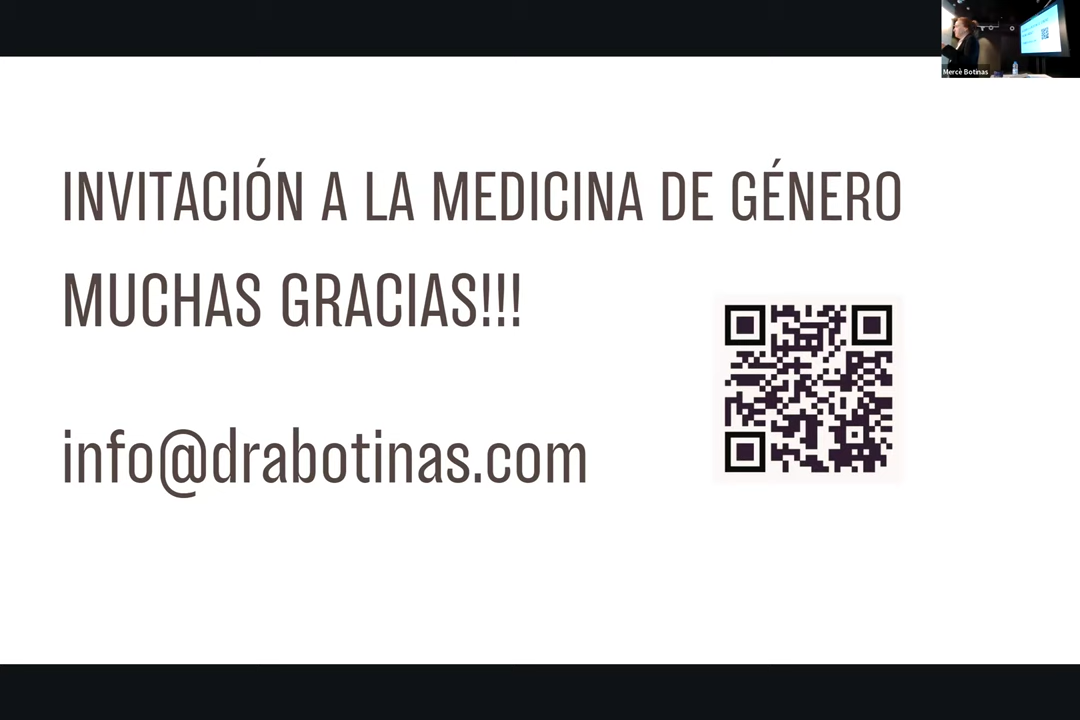 Mercè Botinas
INVITACIÓN A LA MEDICINA DE GÉNERO
MUCHAS GRACIAS!!!
info@drabotinas.com